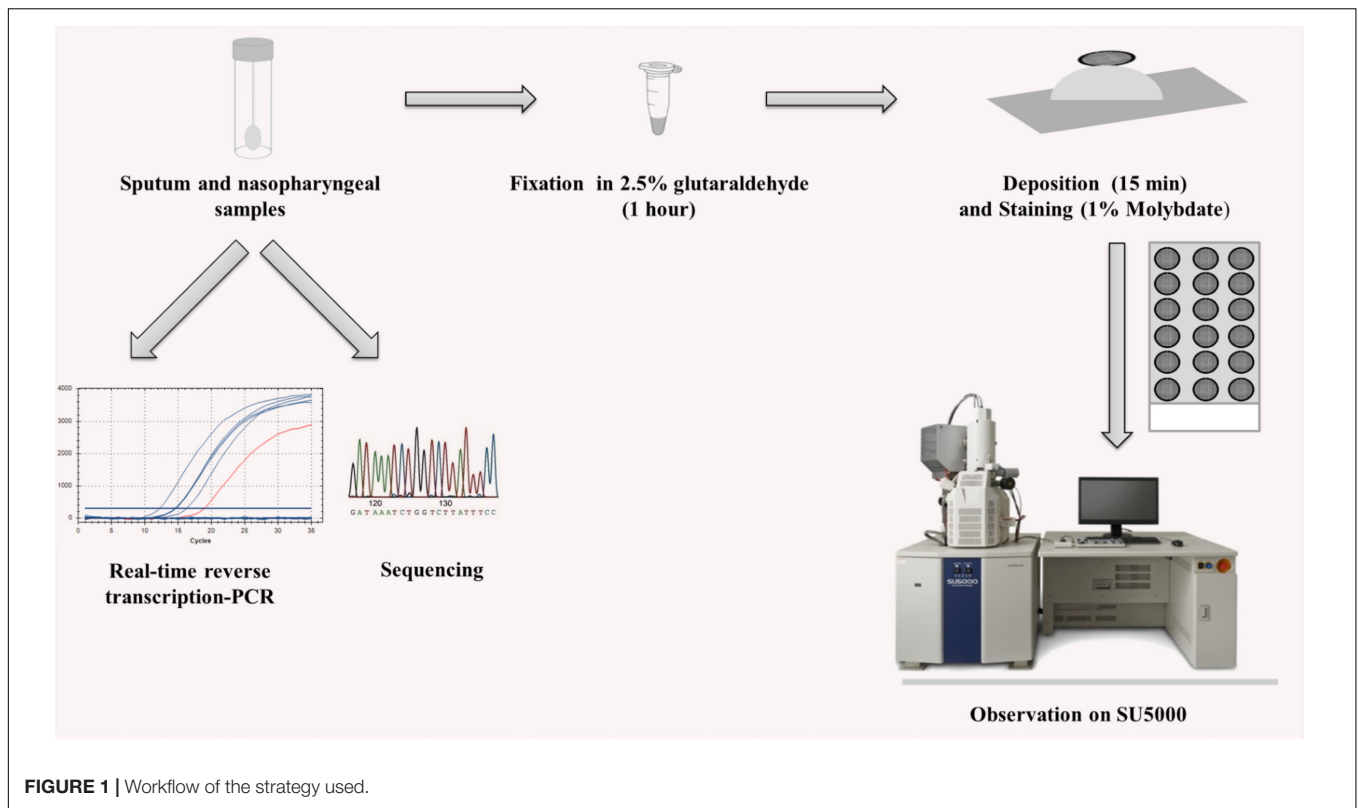 Sputum and nasopharyngeal
samples
Fixation in 2.5% glutaraldehyde
(1 hour)
Deposition (15 min)
and Staining (1% Molybdate)
4000
3000
2000
1000
0
0 5 10 15 20 25 30 35
Cycles
120 130
GATAAATCTGGTCTTATTTCC
Real-time reverse
transcription-PCR
Sequencing
SU5000
Observation on SU5000
FIGURE 1 | Workflow of the strategy used.